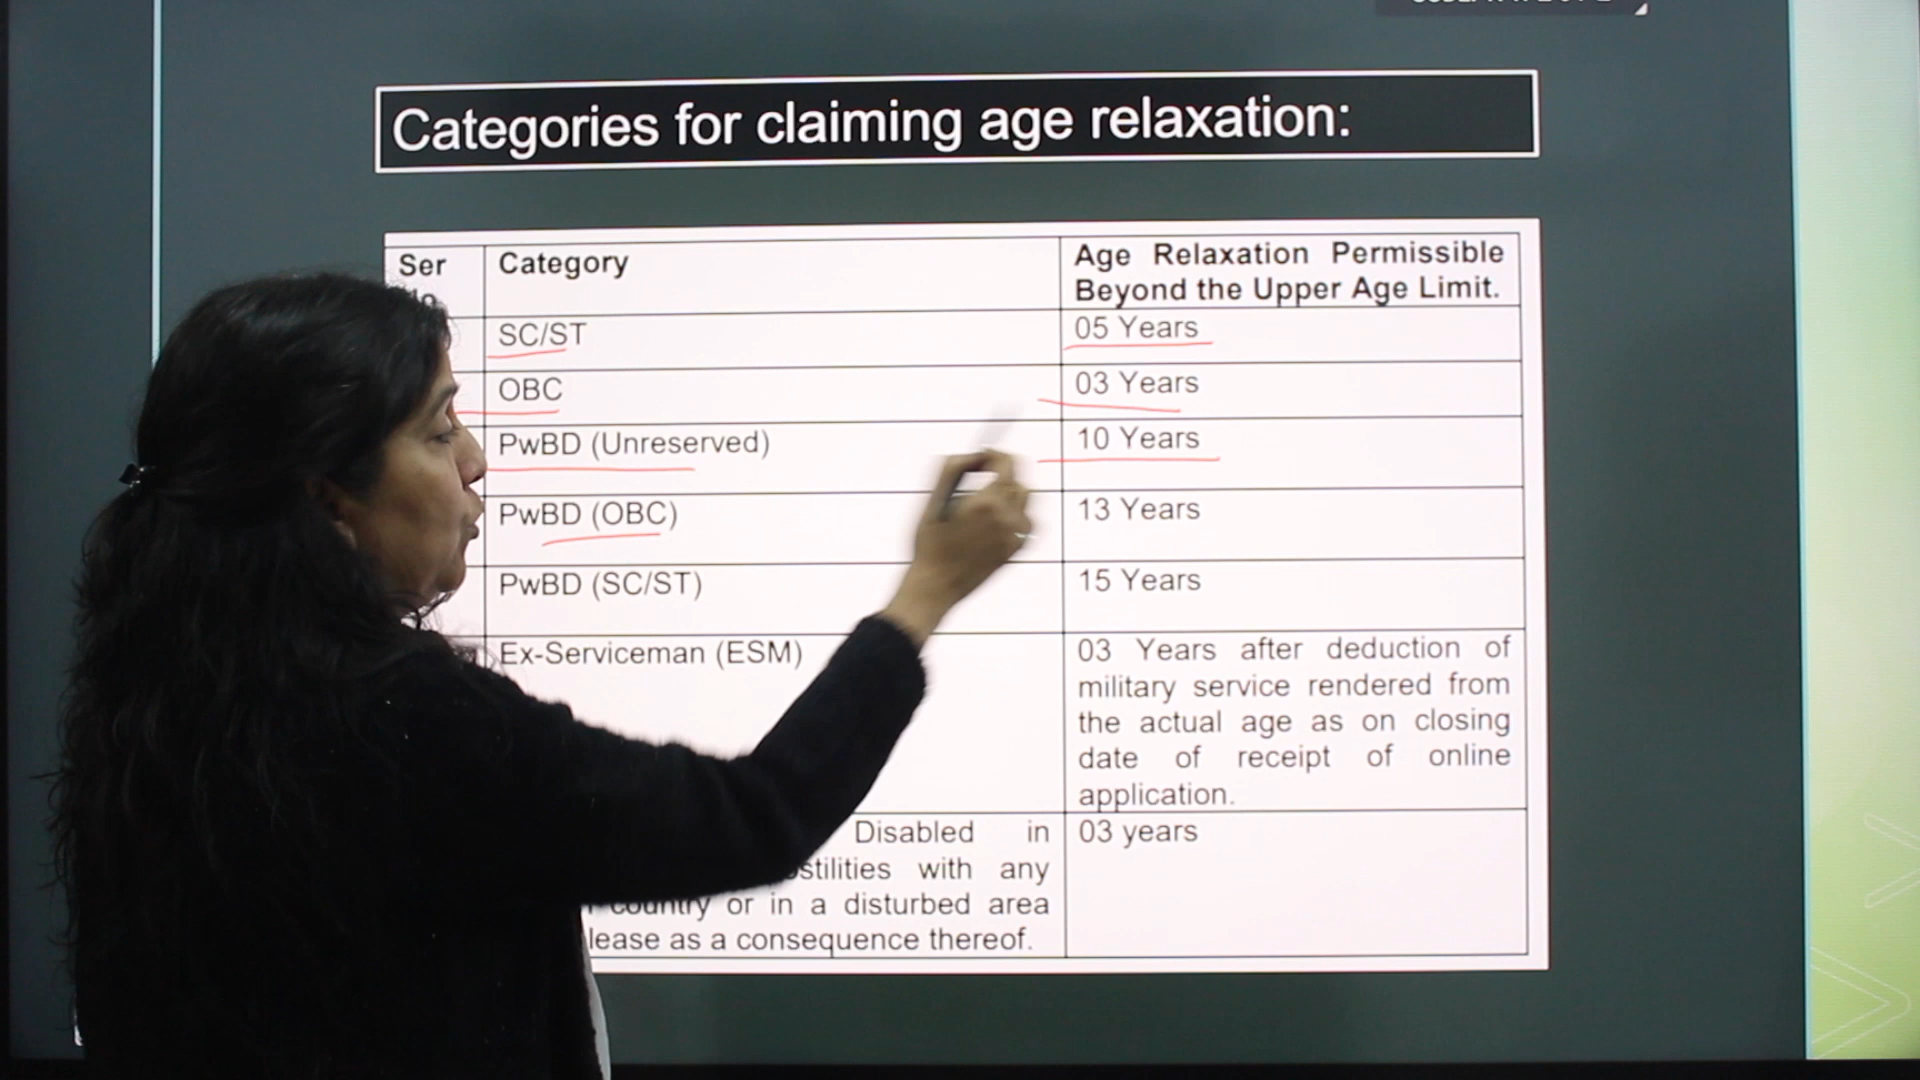 Categories for claiming age relaxation:
Ser
Category
Age Relaxation Permissible
Beyond the Upper Age Limit.
SC/ST
05 Years
OBC
03 Years
PwBD (Unreserved)
10 Years
PwBD (OBC)
13 Years
PwBD (SC/ST)
15 Years
Ex-Serviceman (ESM)
03 Years after deduction of
military service rendered from
the actual age as on closing
date of receipt of online
application.
Disabled in
03 years
with any
country or in a disturbed area
as a consequence thereof.